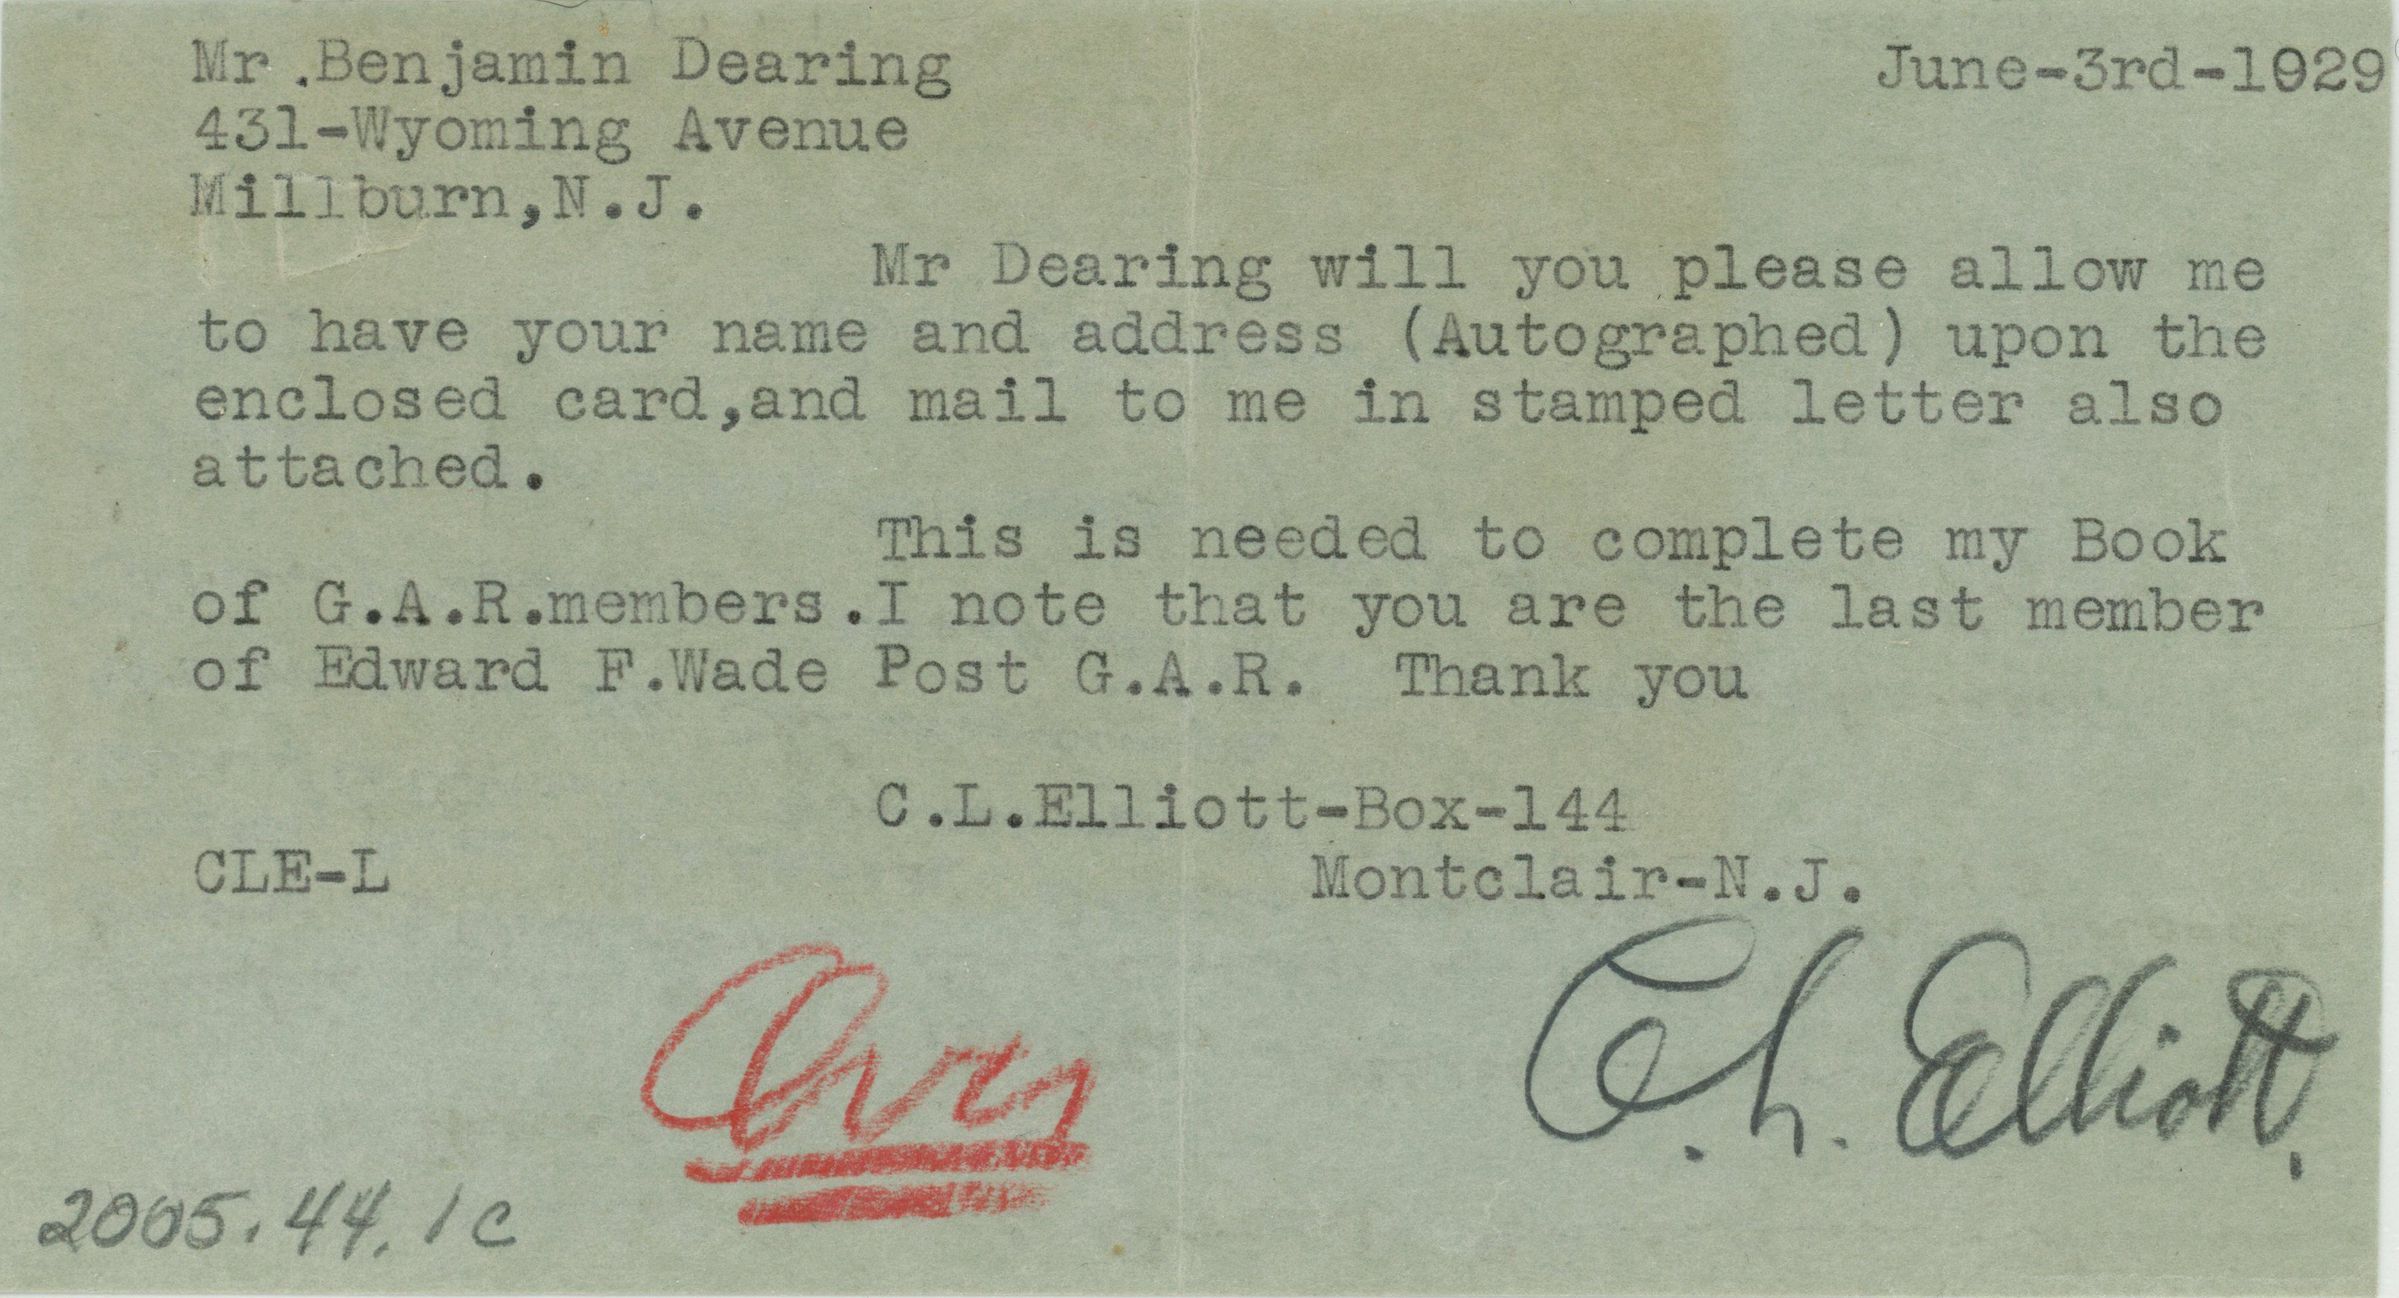 Mr.Benjamin Dearing June-3rd-1929
431-Wyoming Avenue
Millburn,N.J.
Mr Dearing will you please allow me
to have your name and address (Autographed) upon the
enclosed card,and mail to me in stamped letter also
attached.
This is needed to complete my Book
of G.A.R.members.I note that you are the last member
of Edward F.Wade Post G.A.R. Thank you
C.L.Elliott-Box-144
CLE-L
Montclair-N.J.
C. L. Elliott.
2005.44.1c